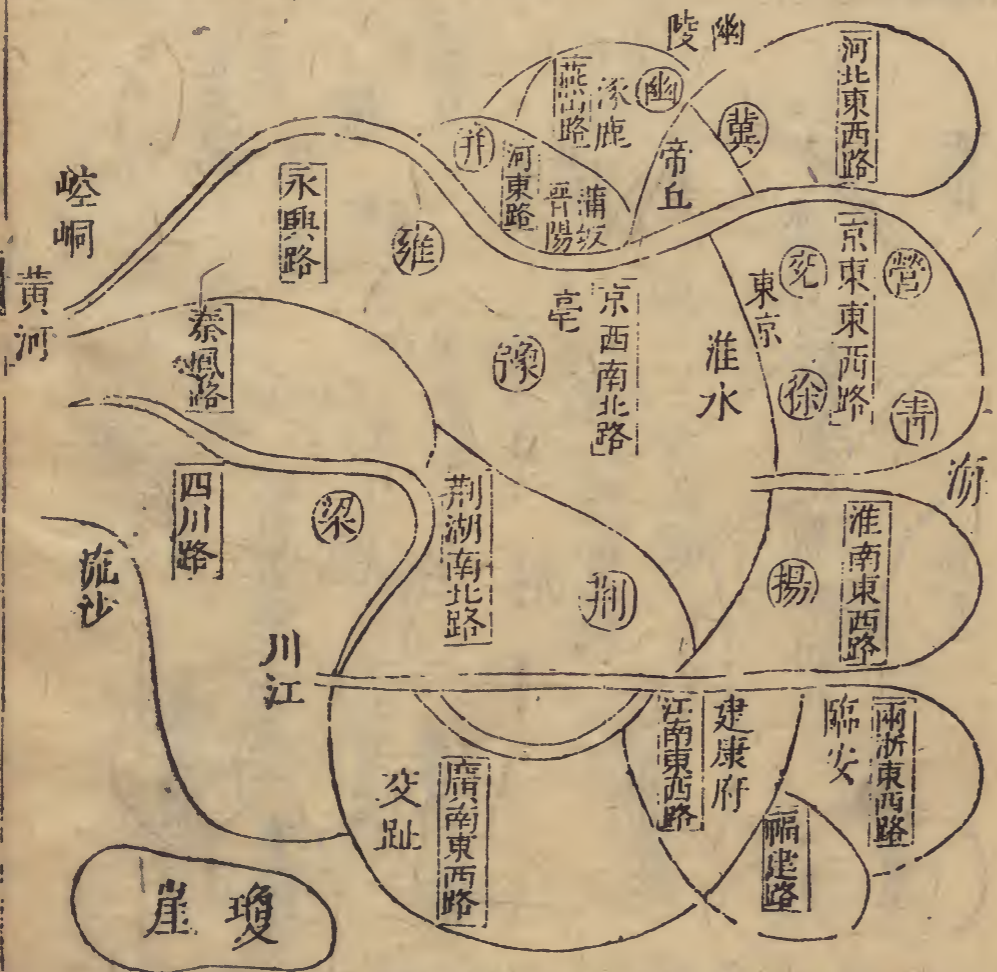 河北東西路
幽陵
幽
涿鹿
燕山路
冀
帝丘
蒲坂
晋陽
河東路
并
營
京東東西路
兗
東京
徐
青
海
淮水
京西南北路
亳
豫
雍
永興路
崆峒
黄河
秦鳳路
淮南東西路
揚
荆
荆湖南北路
梁
四川路
流沙
川江
兩浙東西路
臨安
建康府
江南東西路
福建路
廣南東西路
交趾
瓊崖